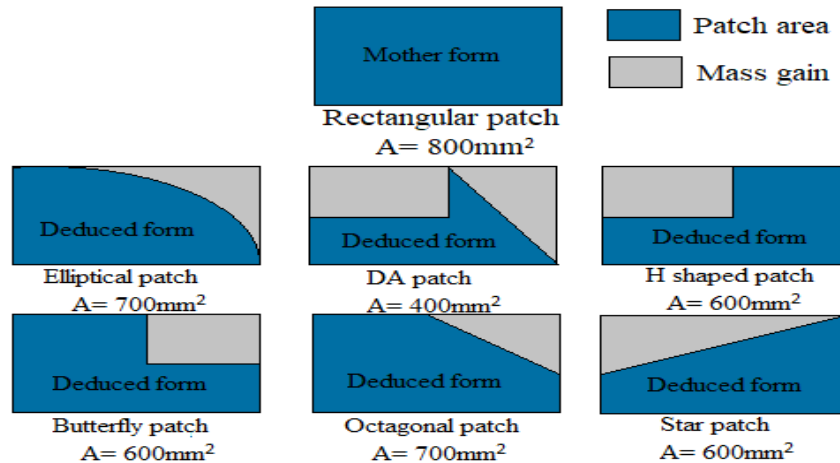 Mother form
Patch area
Mass gain
Rectangular patch
A= 800mm²
Deduced form
Deduced form
Deduced form
Elliptical patch
A= 700mm²
DA patch
A= 400mm²
H shaped patch
A= 600mm²
Deduced form
Deduced form
Deduced form
Butterfly patch
A= 600mm²
Octagonal patch
A= 700mm²
Star patch
A= 600mm²